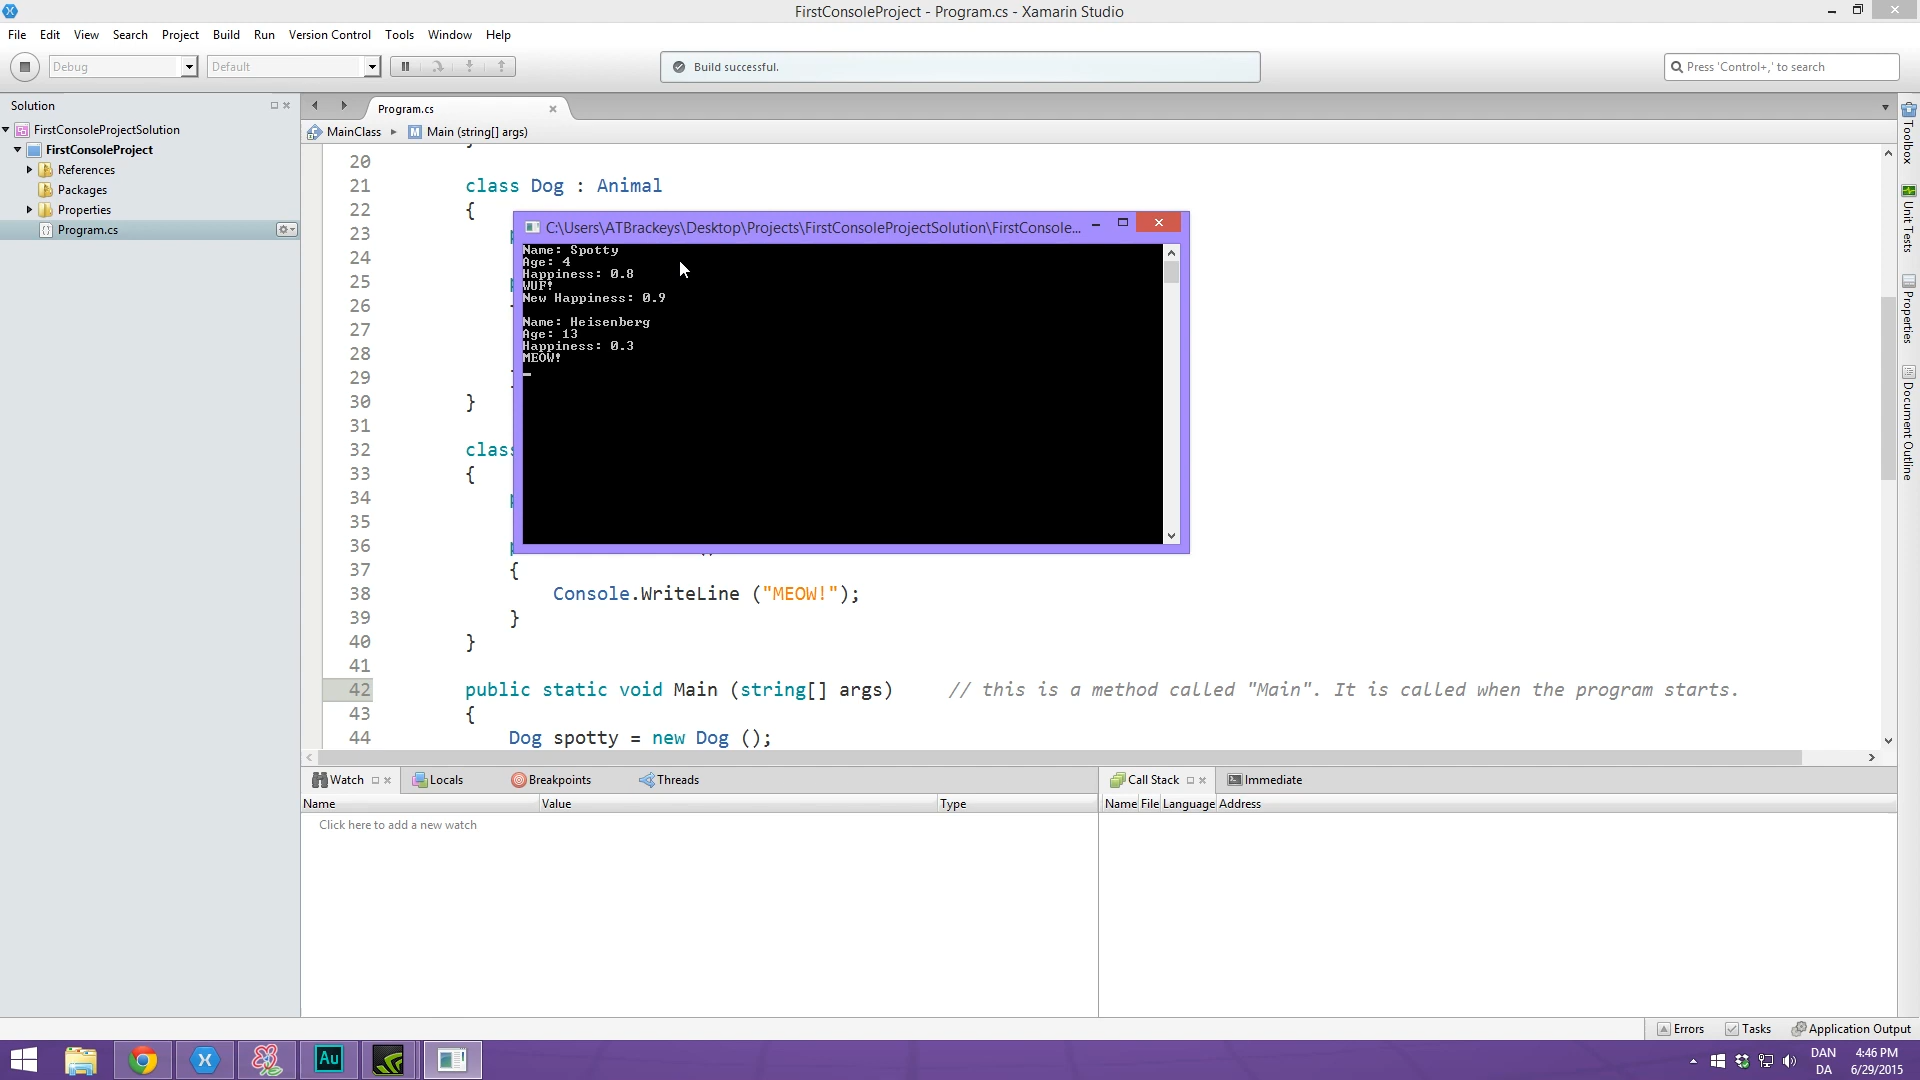 FirstConsoleProject - Program.cs - Xamarin Studio
File Edit View Search Project Build Run Version Control Tools Window Help
Debug Default Build successful. Press 'Control+,' to search
Solution
FirstConsoleProjectSolution
FirstConsoleProject
References
Packages
Properties
Program.cs
Program.cs
MainClass Main (string[] args)
20
21 class Dog : Animal
22 {
23
24
25
26
27
28
29
30 }
31
32 class
33 {
34
35
36
37 {
38 Console.WriteLine ("MEOW!");
39 }
40 }
41
42 public static void Main (string[] args) // this is a method called "Main". It is called when the program starts.
43 {
44 Dog spotty = new Dog ();
C:\Users\ATBrackeys\Desktop\Projects\FirstConsoleProjectSolution\FirstConsole...
Name: Spotty
Age: 4
Happiness: 0.8
WUF!
New Happiness: 0.9
Name: Heisenberg
Age: 13
Happiness: 0.3
MEOW!
Toolbox
Unit Tests
Properties
Document Outline
Watch Locals Breakpoints Threads
Name Value Type
Click here to add a new watch
Call Stack Immediate
Name File Language Address
Errors Tasks Application Output
Au
DAN
DA
4:46 PM
6/29/2015